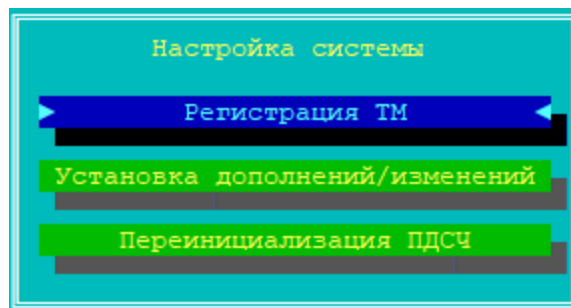 Настройка системы
Регистрация ТМ
Установка дополнений/изменений
Переинициализация ПДСЧ